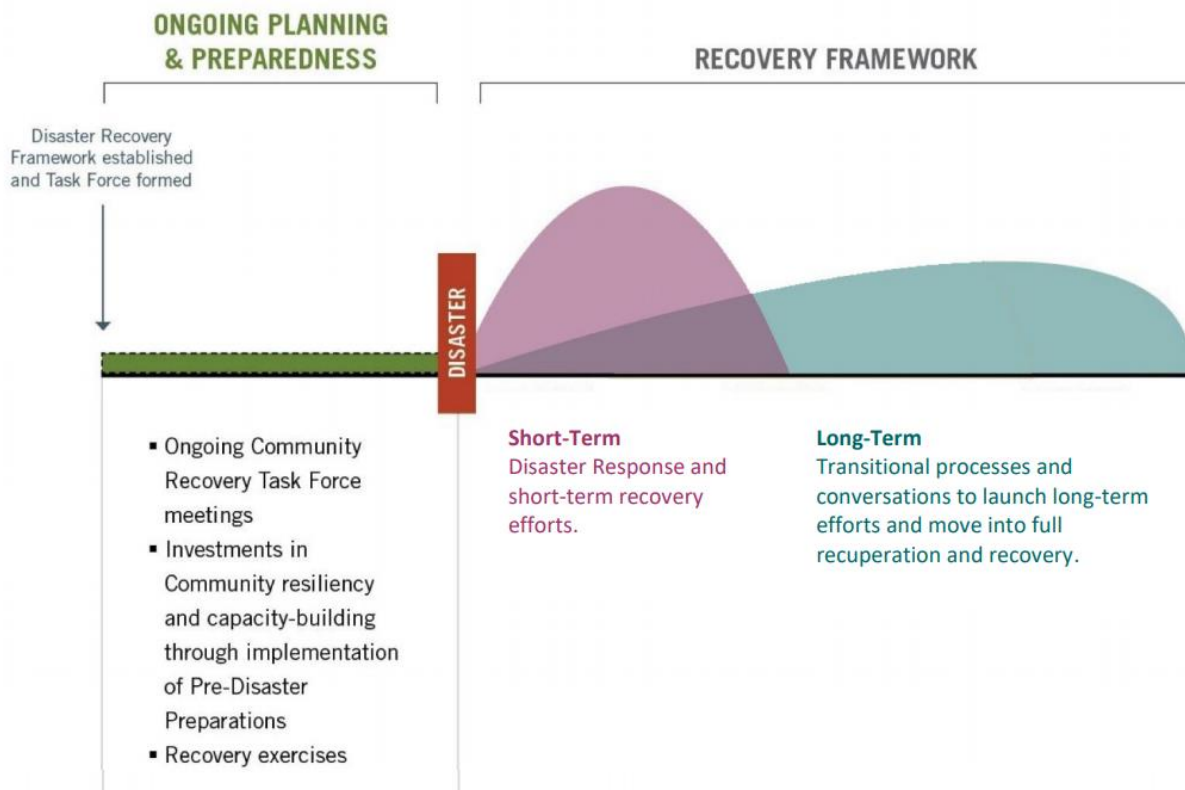 ONGOING PLANNING
& PREPAREDNESS
RECOVERY FRAMEWORK
Disaster Recovery
Framework established
and Task Force formed
DISASTER
▪ Ongoing Community
Recovery Task Force
meetings
▪ Investments in
Community resiliency
and capacity-building
through implementation
of Pre-Disaster
Preparations
▪ Recovery exercises
Short-Term
Disaster Response and
short-term recovery
efforts.
Long-Term
Transitional processes and
conversations to launch long-term
efforts and move into full
recuperation and recovery.